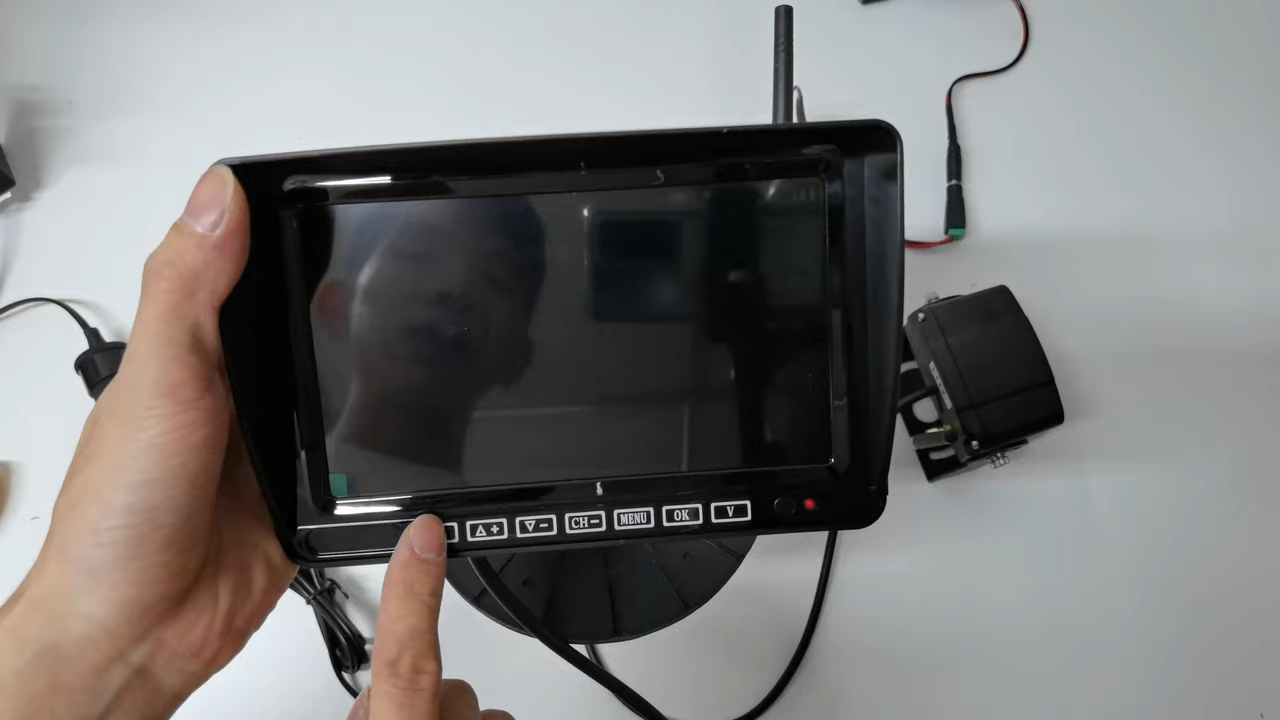 △ + ▽ - CH- MENU OK V